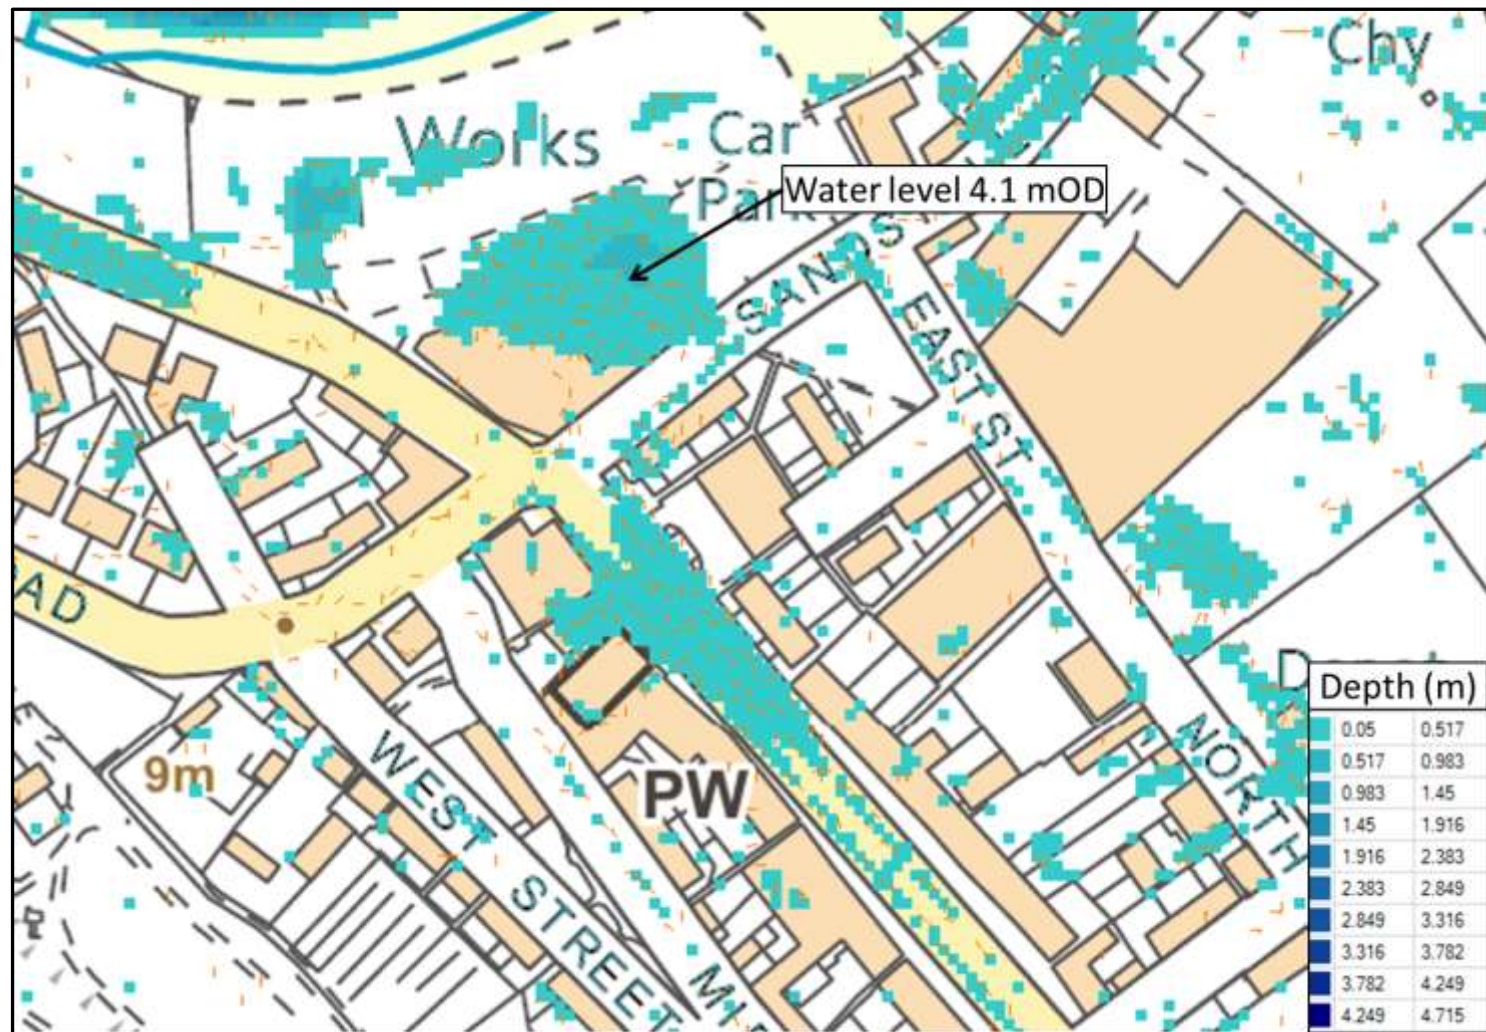 Chy
Works
Car
Park
Water level 4.1 mOD
SANDS
EAST ST
ROAD
9m
WEST STREET
PW
NORTH
Depth (m)
0.05 0.517
0.517 0.983
0.983 1.45
1.45 1.916
1.916 2.383
2.383 2.849
2.849 3.316
3.316 3.782
3.782 4.249
4.249 4.715